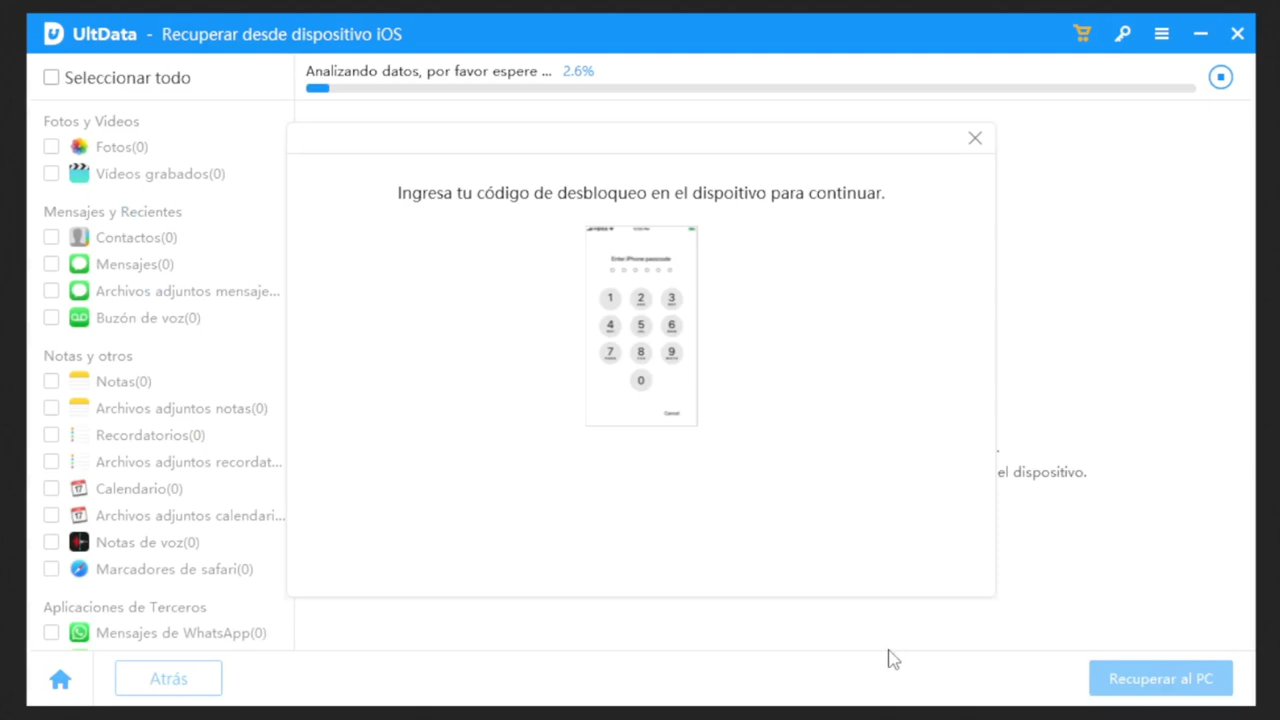 UltData - Recuperar desde dispositivo iOS
Seleccionar todo
Analizando datos, por favor espere ... 2.6%
Fotos y Videos
Fotos(0)
Vídeos grabados(0)
Mensajes y Recientes
Contactos(0)
Mensajes(0)
Archivos adjuntos mensaje...
Buzón de voz(0)
Notas y otros
Notas(0)
Archivos adjuntos notas(0)
Recordatorios(0)
Archivos adjuntos recordat...
Calendario(0)
Archivos adjuntos calendari...
Notas de voz(0)
Marcadores de safari(0)
Aplicaciones de Terceros
Mensajes de WhatsApp(0)
Ingresa tu código de desbloqueo en el dispoitivo para continuar.
Enter iPhone passcode
1 2 3
4 5 6
7 8 9
0
Cancel
el dispositivo.
Atrás
Recuperar al PC